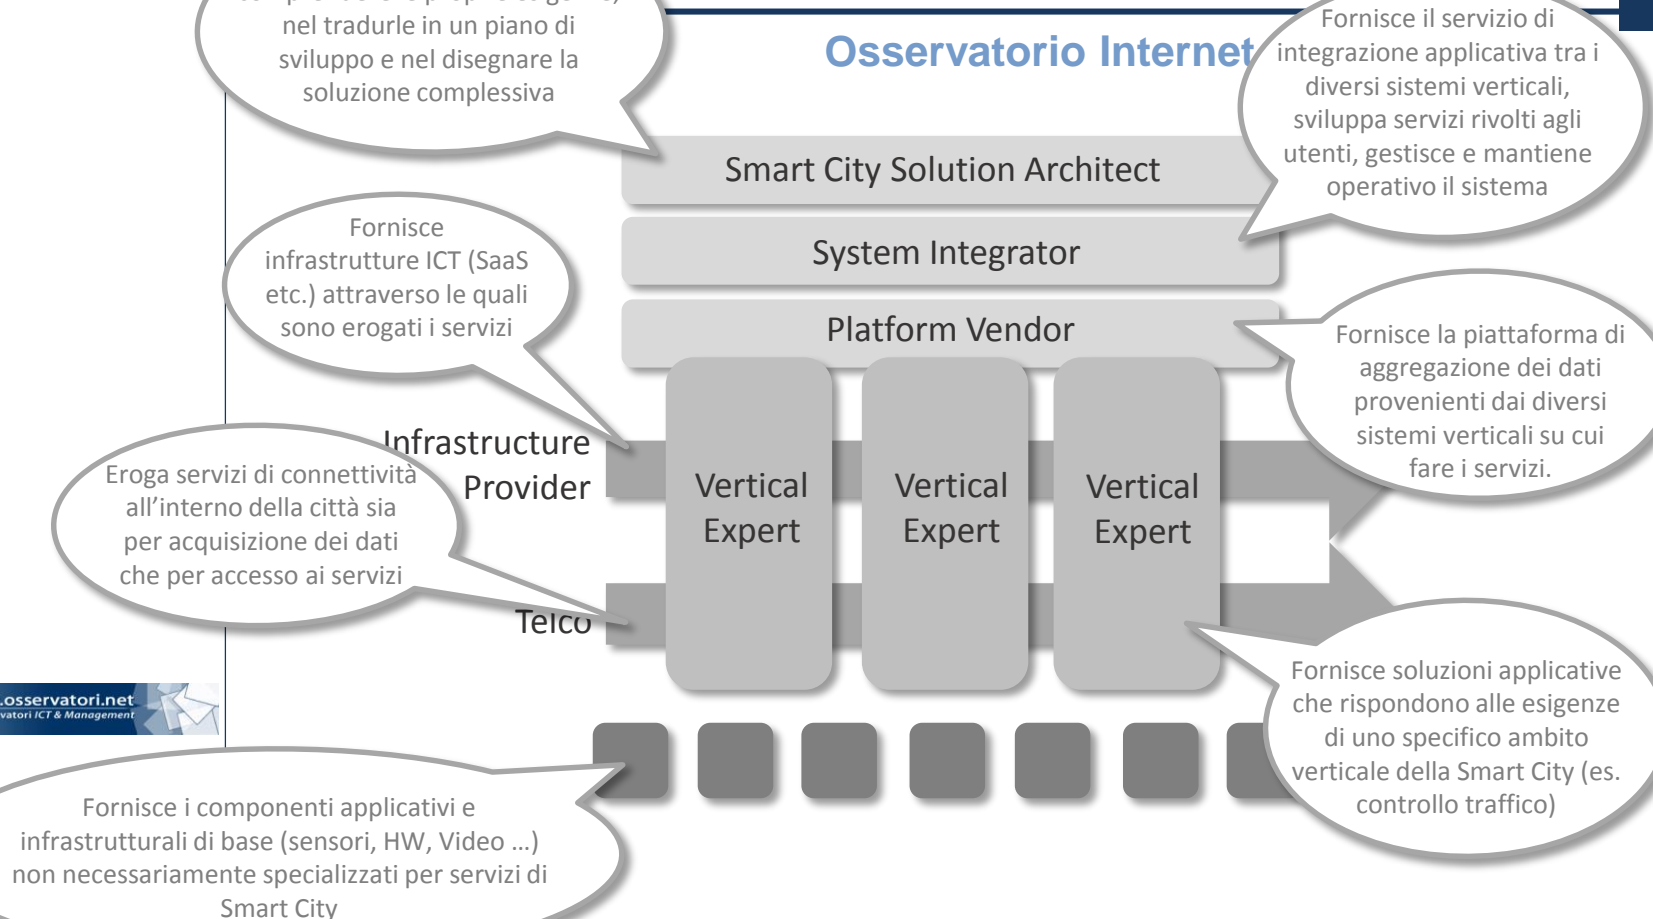 nel tradurle in un piano di
sviluppo e nel disegnare la
soluzione complessiva
Osservatorio Internet
Fornisce il servizio di
integrazione applicativa tra i
diversi sistemi verticali,
sviluppa servizi rivolti agli
utenti, gestisce e mantiene
operativo il sistema
Smart City Solution Architect
System Integrator
Platform Vendor
Fornisce
infrastrutture ICT (SaaS
etc.) attraverso le quali
sono erogati i servizi
Fornisce la piattaforma di
aggregazione dei dati
provenienti dai diversi
sistemi verticali su cui
fare i servizi.
Infrastructure
Provider
Eroga servizi di connettività
all'interno della città sia
per acquisizione dei dati
che per accesso ai servizi
Telco
Vertical
Expert
Vertical
Expert
Vertical
Expert
Fornisce soluzioni applicative
che rispondono alle esigenze
di uno specifico ambito
verticale della Smart City (es.
controllo traffico)
.osservatori.net
vatori ICT & Management
Fornisce i componenti applicativi e
infrastrutturali di base (sensori, HW, Video ...)
non necessariamente specializzati per servizi di
Smart City